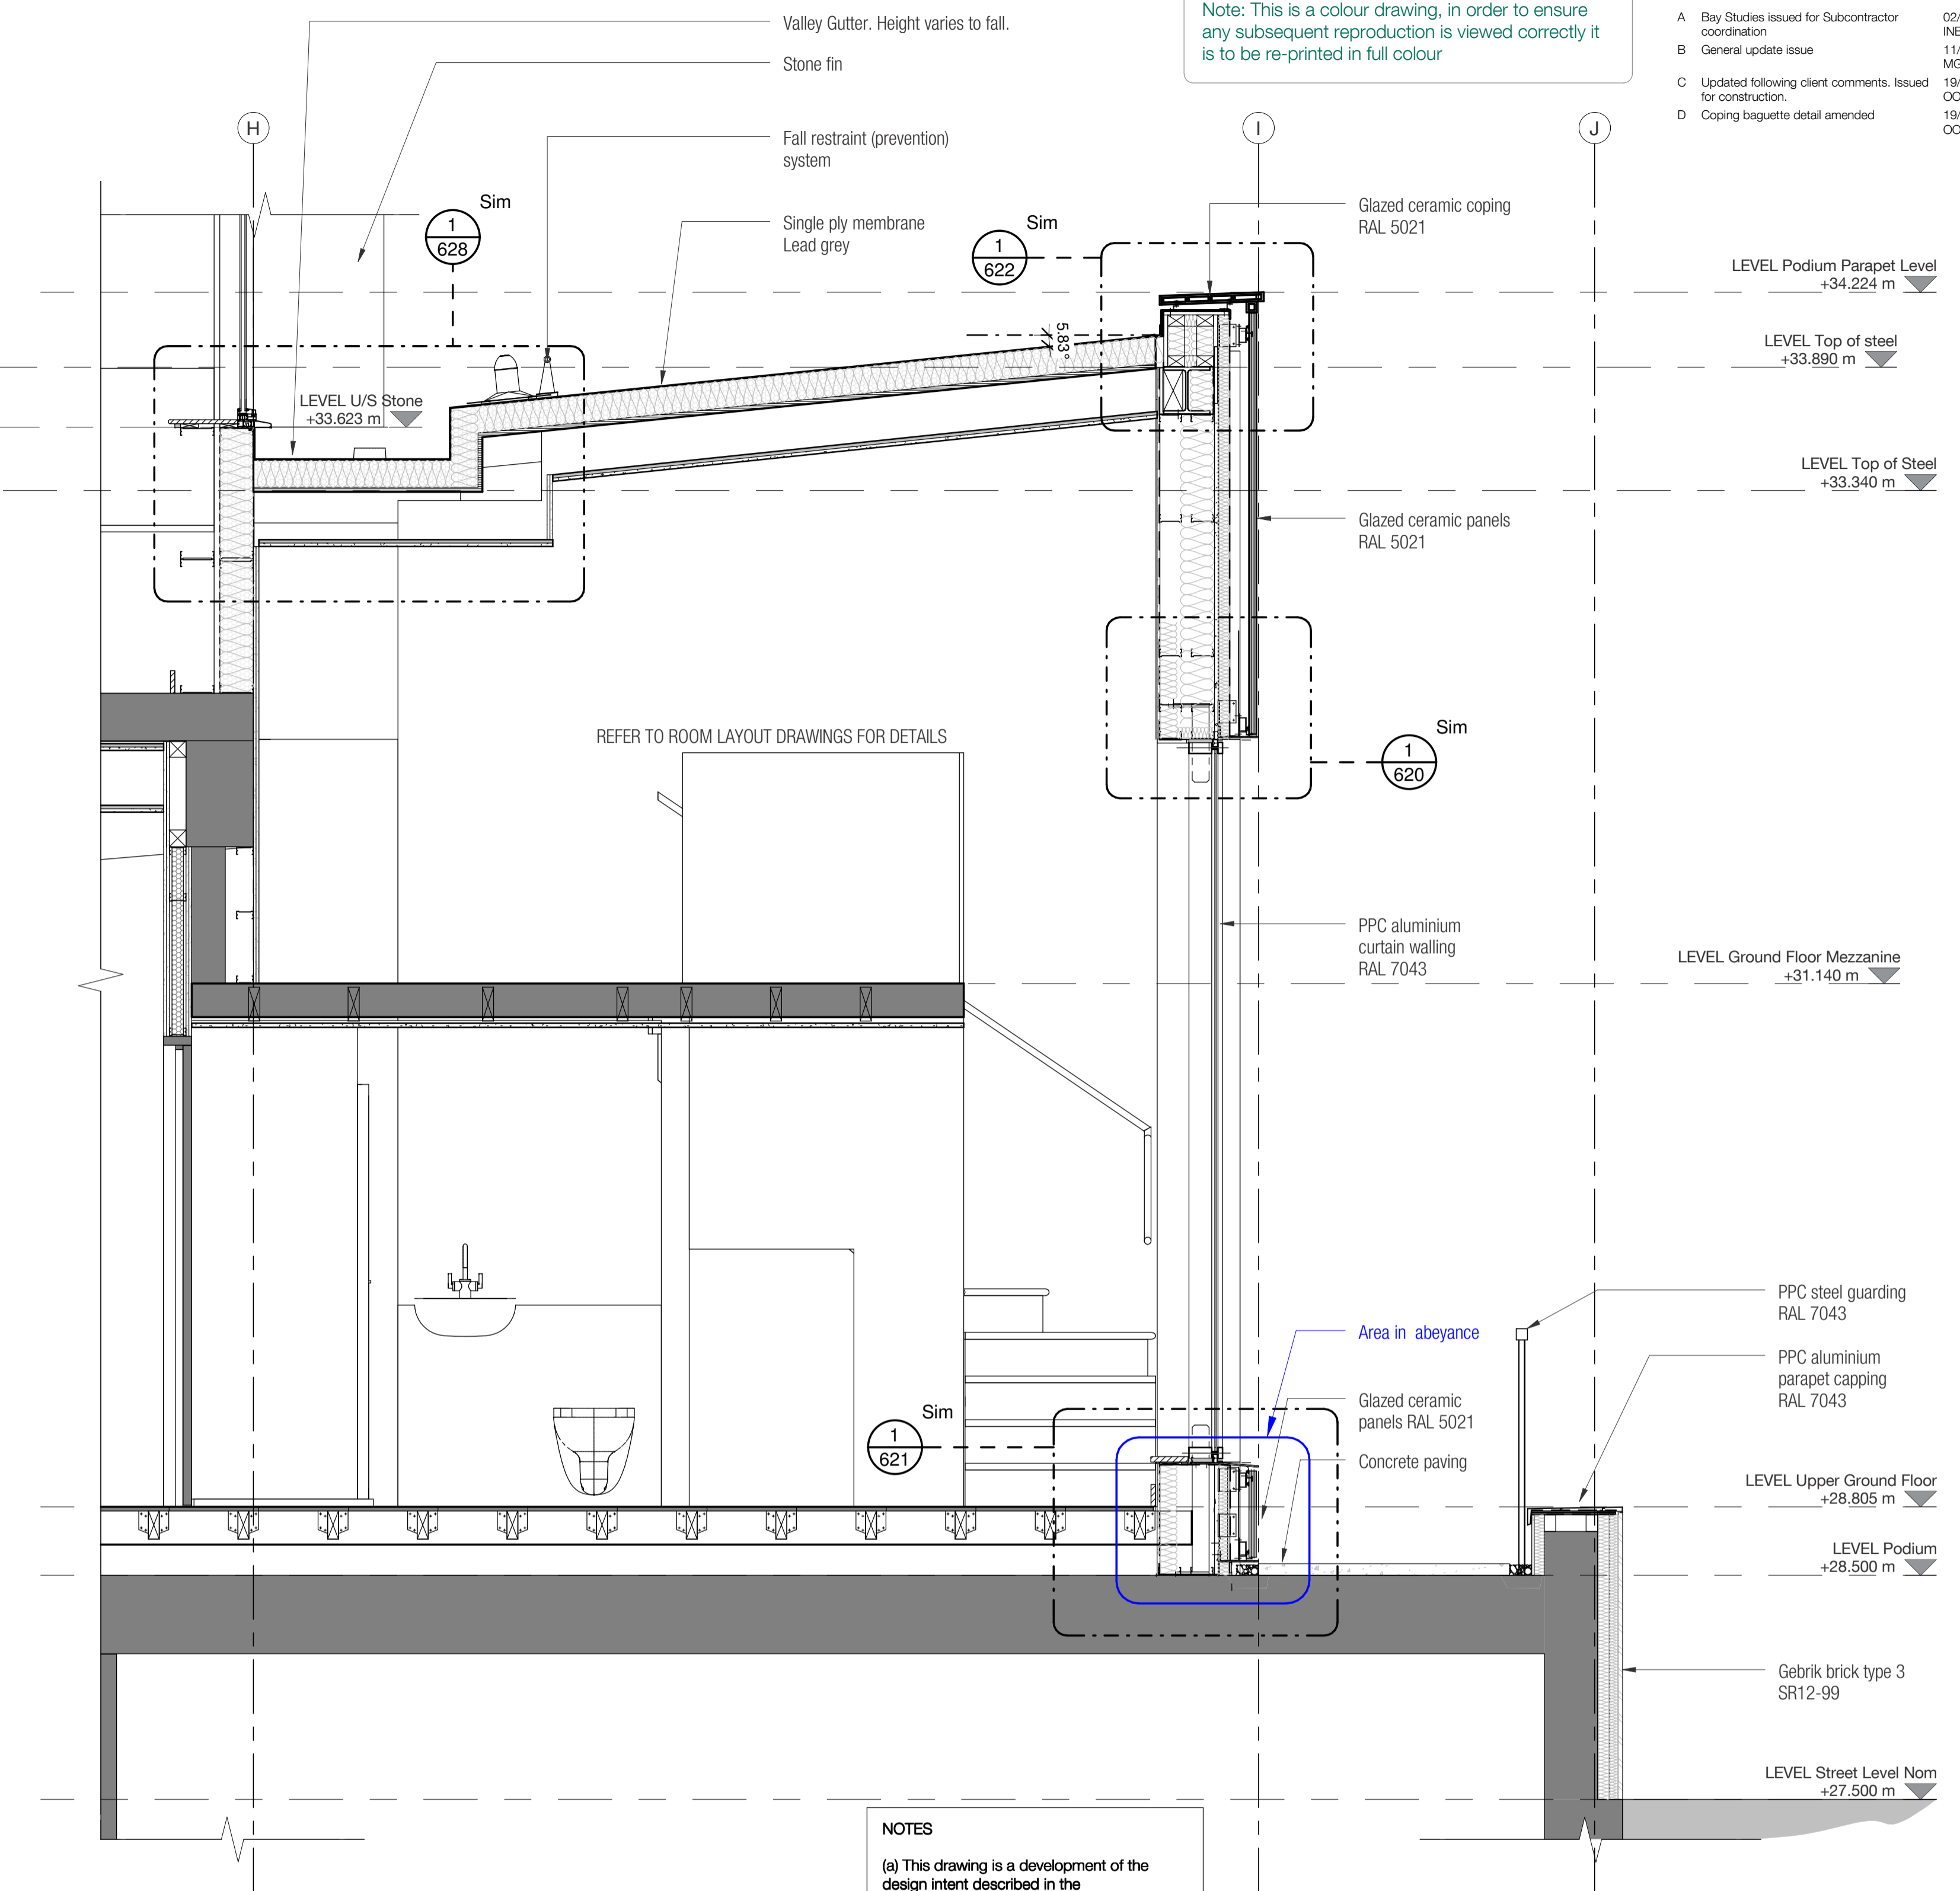 Valley Gutter. Height varies to fall.
Stone fin
Fall restraint (prevention)
system
Single ply membrane
Lead grey
Note: This is a colour drawing, in order to ensure
any subsequent reproduction is viewed correctly it
is to be re-printed in full colour
A Bay Studies issued for Subcontractor 02/
coordination
B General update issue 11/
C Updated following client comments. Issued 19/
for construction.
D Coping baguette detail amended 19/
H
I
J
Sim
1
628
Sim
1
622
Glazed ceramic coping
RAL 5021
LEVEL Podium Parapet Level
+34.224 m
5.83°
LEVEL Top of steel
+33.890 m
LEVEL U/S Stone
+33.623 m
LEVEL Top of Steel
+33.340 m
Glazed ceramic panels
RAL 5021
REFER TO ROOM LAYOUT DRAWINGS FOR DETAILS
Sim
1
620
PPC aluminium
curtain walling
RAL 7043
LEVEL Ground Floor Mezzanine
+31.140 m
PPC steel guarding
RAL 7043
Area in abeyance
PPC aluminium
parapet capping
RAL 7043
Glazed ceramic
panels RAL 5021
Sim
1
621
Concrete paving
LEVEL Upper Ground Floor
+28.805 m
LEVEL Podium
+28.500 m
Gebrik brick type 3
SR12-99
LEVEL Street Level Nom
+27.500 m
NOTES
(a) This drawing is a development of the
design intent described in the